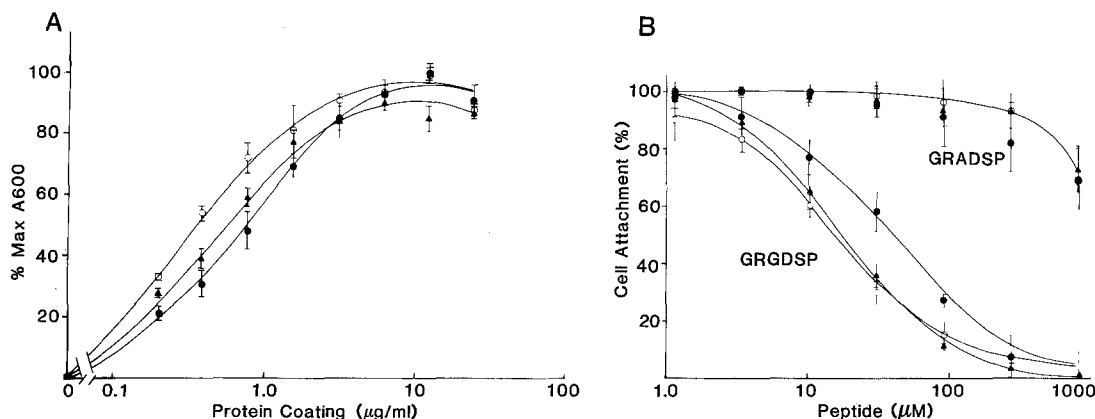 A
% Max A600
100
80
60
40
20
0
0.1
1.0
10
100
Protein Coating (μg/ml)
B
Cell Attachment (%)
100
80
60
40
20
0
1.0
10
100
1000
Peptide (μM)
GRADSP
GRGDSP